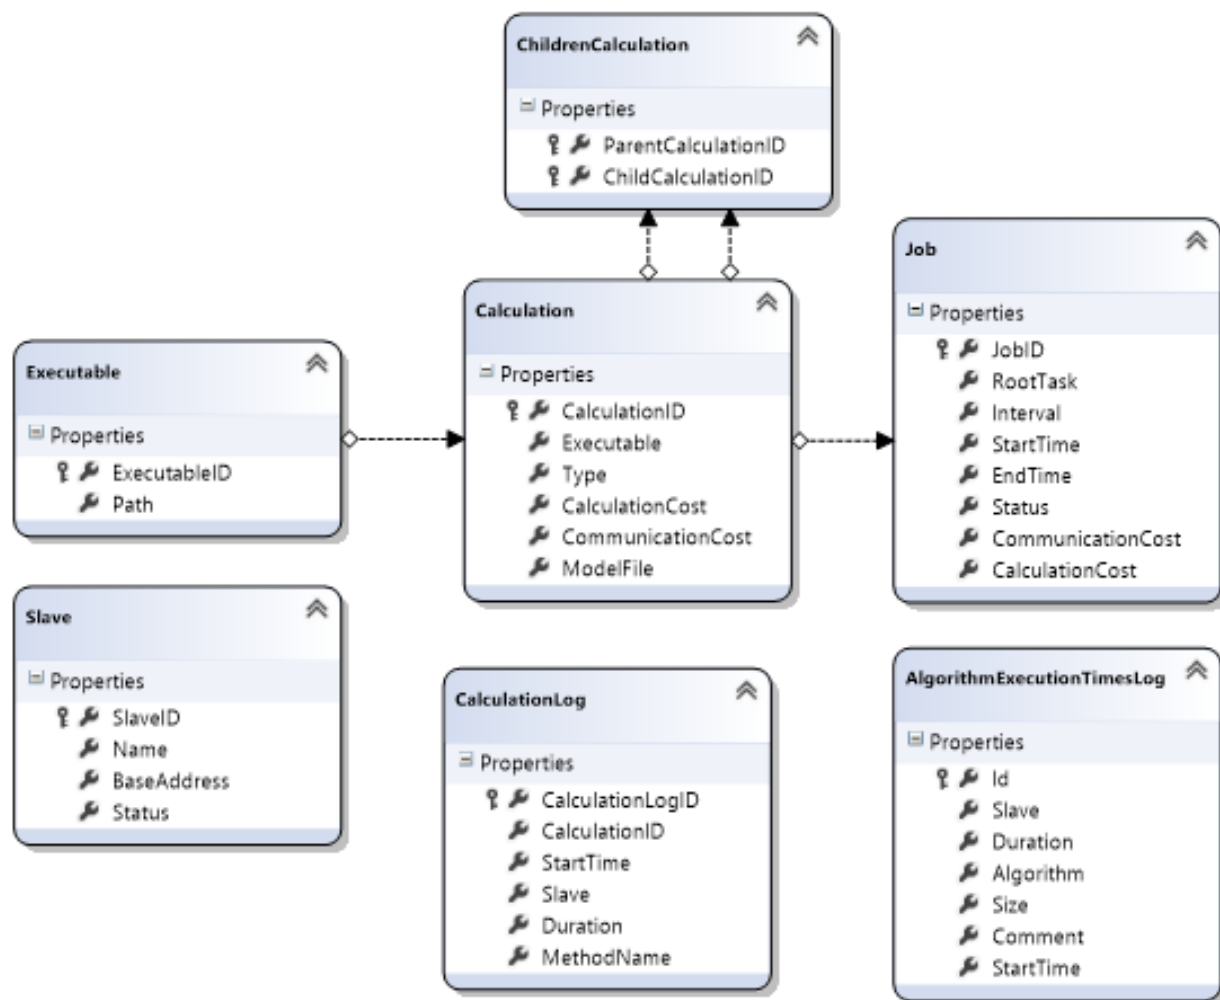 ChildrenCalculation
Properties
ParentCalculationID
ChildCalculationID
Job
Properties
JobID
RootTask
Interval
StartTime
EndTime
Status
CommunicationCost
CalculationCost
Calculation
Properties
CalculationID
Executable
Type
CalculationCost
CommunicationCost
ModelFile
Executable
Properties
ExecutableID
Path
Slave
Properties
SlaveID
Name
BaseAddress
Status
CalculationLog
Properties
CalculationLogID
CalculationID
StartTime
Slave
Duration
MethodName
AlgorithmExecutionTimesLog
Properties
Id
Slave
Duration
Algorithm
Size
Comment
StartTime